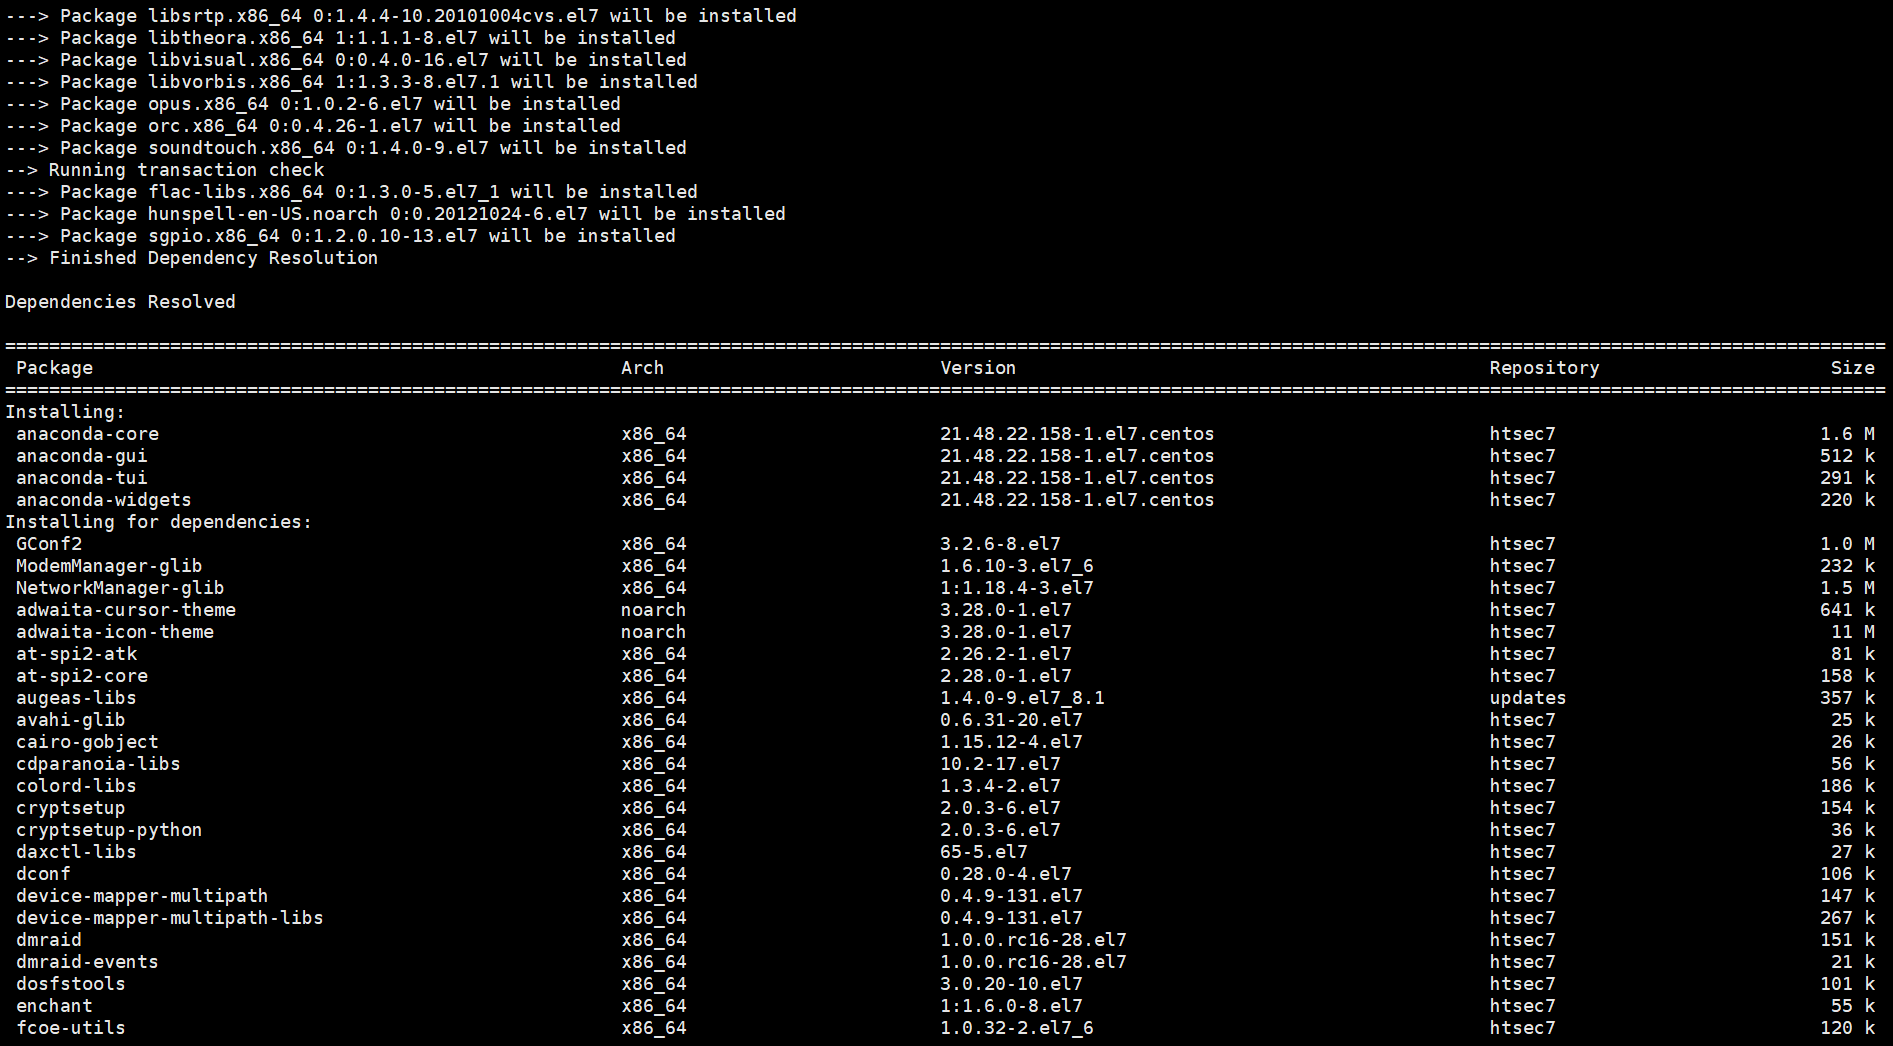 ---> Package libsrtp.x86_64 0:1.4.4-10.20101004cvs.el7 will be installed
---> Package libtheora.x86_64 1:1.1.1-8.el7 will be installed
---> Package libvisual.x86_64 0:0.4.0-16.el7 will be installed
---> Package libvorbis.x86_64 1:1.3.3-8.el7.1 will be installed
---> Package opus.x86_64 0:1.0.2-6.el7 will be installed
---> Package orc.x86_64 0:0.4.26-1.el7 will be installed
---> Package soundtouch.x86_64 0:1.4.0-9.el7 will be installed
--> Running transaction check
---> Package flac-libs.x86_64 0:1.3.0-5.el7_1 will be installed
---> Package hunspell-en-US.noarch 0:0.20121024-6.el7 will be installed
---> Package sgpio.x86_64 0:1.2.0.10-13.el7 will be installed
--> Finished Dependency Resolution
Dependencies Resolved
================================================================================
Package Arch Version Repository Size
================================================================================
Installing:
anaconda-core x86_64 21.48.22.158-1.el7.centos htsec7 1.6 M
anaconda-gui x86_64 21.48.22.158-1.el7.centos htsec7 512 k
anaconda-tui x86_64 21.48.22.158-1.el7.centos htsec7 291 k
anaconda-widgets x86_64 21.48.22.158-1.el7.centos htsec7 220 k
Installing for dependencies:
GConf2 x86_64 3.2.6-8.el7 htsec7 1.0 M
ModemManager-glib x86_64 1.6.10-3.el7_6 htsec7 232 k
NetworkManager-glib x86_64 1:1.18.4-3.el7 htsec7 1.5 M
adwaita-cursor-theme noarch 3.28.0-1.el7 htsec7 641 k
adwaita-icon-theme noarch 3.28.0-1.el7 htsec7 11 M
at-spi2-atk x86_64 2.26.2-1.el7 htsec7 81 k
at-spi2-core x86_64 2.28.0-1.el7 htsec7 158 k
augeas-libs x86_64 1.4.0-9.el7_8.1 updates 357 k
avahi-glib x86_64 0.6.31-20.el7 htsec7 25 k
cairo-gobject x86_64 1.15.12-4.el7 htsec7 26 k
cdparanoia-libs x86_64 10.2-17.el7 htsec7 56 k
colord-libs x86_64 1.3.4-2.el7 htsec7 186 k
cryptsetup x86_64 2.0.3-6.el7 htsec7 154 k
cryptsetup-python x86_64 2.0.3-6.el7 htsec7 36 k
daxctl-libs x86_64 65-5.el7 htsec7 27 k
dconf x86_64 0.28.0-4.el7 htsec7 106 k
device-mapper-multipath x86_64 0.4.9-131.el7 htsec7 147 k
device-mapper-multipath-libs x86_64 0.4.9-131.el7 htsec7 267 k
dmraid x86_64 1.0.0.rc16-28.el7 htsec7 151 k
dmraid-events x86_64 1.0.0.rc16-28.el7 htsec7 21 k
dosfstools x86_64 3.0.20-10.el7 htsec7 101 k
enchant x86_64 1:1.6.0-8.el7 htsec7 55 k
fcoe-utils x86_64 1.0.32-2.el7_6 htsec7 120 k